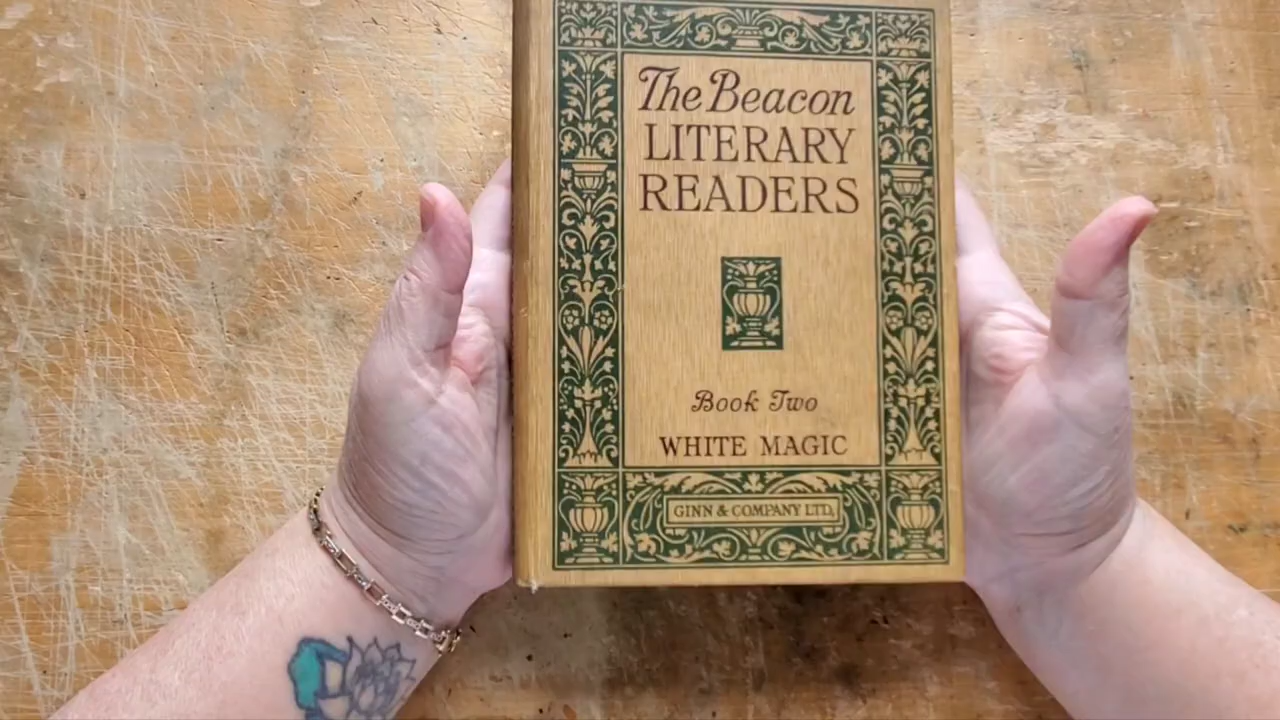 The Beacon
LITERARY
READERS
Book Two
WHITE MAGIC
GINN & COMPANY LTD,